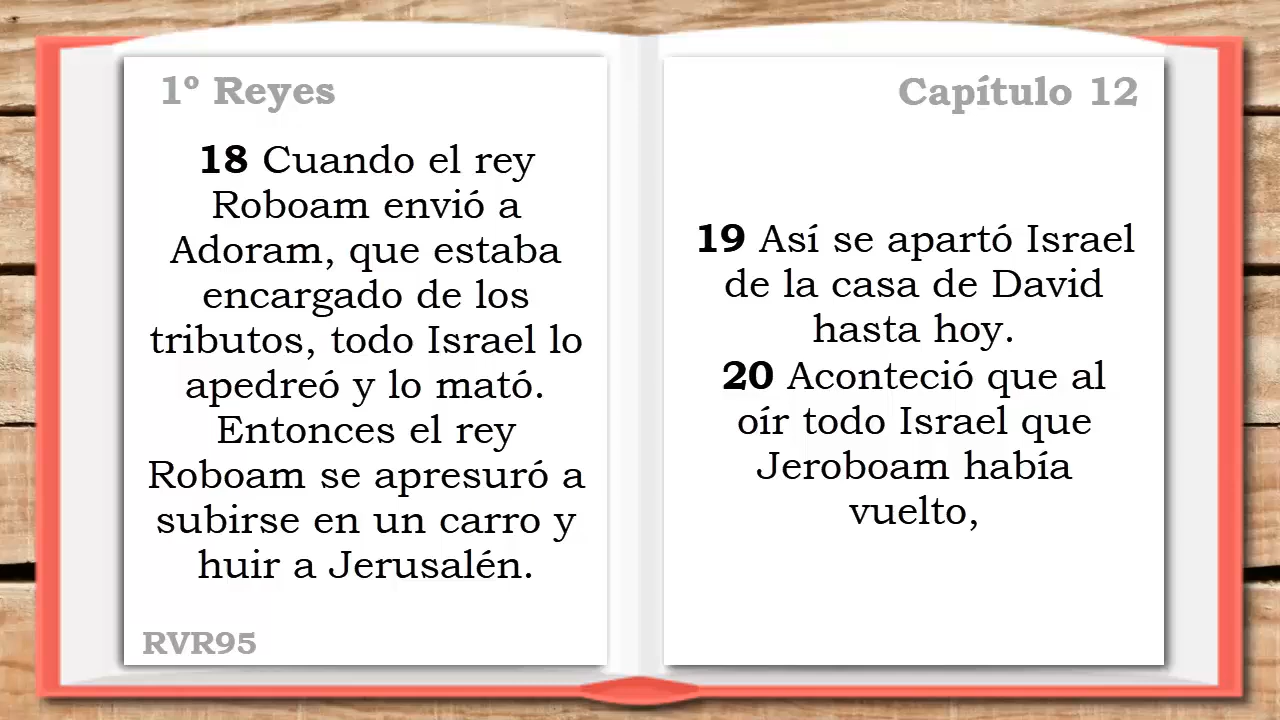 1º Reyes
18 Cuando el rey
Roboam envió a
Adoram, que estaba
encargado de los
tributos, todo Israel lo
apedreó y lo mató.
Entonces el rey
Roboam se apresuró a
subirse en un carro y
huir a Jerusalén.
RVR95
Capítulo 12
19 Así se apartó Israel
de la casa de David
hasta hoy.
20 Aconteció que al
oír todo Israel que
Jeroboam había
vuelto,